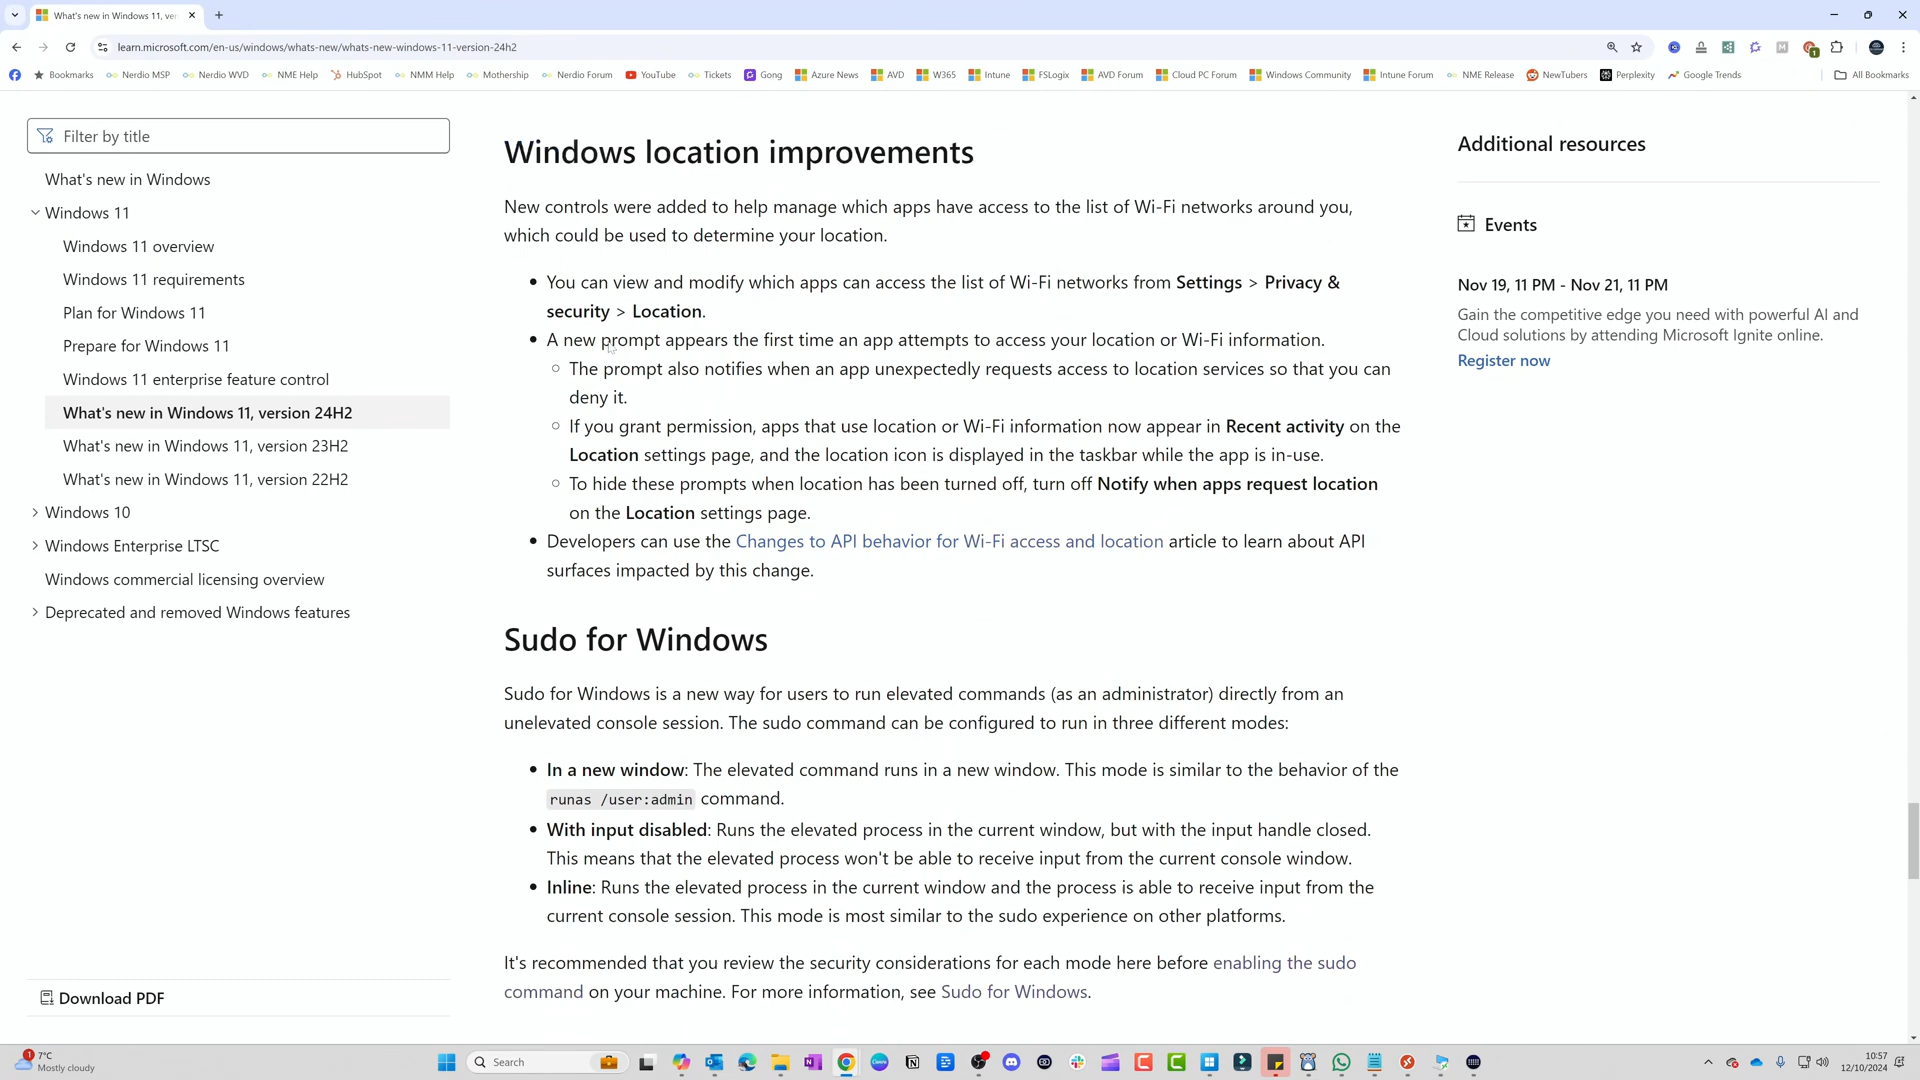 What's new in Windows 11, ver
learn.microsoft.com/en-us/windows/whats-new/whats-new-windows-11-version-24h2
1
Bookmarks
Nerdio MSP
Nerdio WVD
NME Help
HubSpot
NMM Help
Mothership
Nerdio Forum
YouTube
Tickets
Gong
Azure News
AVD
W365
Intune
FSLogix
AVD Forum
Cloud PC Forum
Windows Community
Intune Forum
NME Release
NewTubers
Perplexity
Google Trends
All Bookmarks
Filter by title
What's new in Windows
Windows 11
Windows 11 overview
Windows 11 requirements
Plan for Windows 11
Prepare for Windows 11
Windows 11 enterprise feature control
What's new in Windows 11, version 24H2
What's new in Windows 11, version 23H2
What's new in Windows 11, version 22H2
Windows 10
Windows Enterprise LTSC
Windows commercial licensing overview
Deprecated and removed Windows features
Download PDF
Windows location improvements
New controls were added to help manage which apps have access to the list of Wi-Fi networks around you,
which could be used to determine your location.
• You can view and modify which apps can access the list of Wi-Fi networks from Settings > Privacy &
security > Location.
• A new prompt appears the first time an app attempts to access your location or Wi-Fi information.
○ The prompt also notifies when an app unexpectedly requests access to location services so that you can
deny it.
○ If you grant permission, apps that use location or Wi-Fi information now appear in Recent activity on the
Location settings page, and the location icon is displayed in the taskbar while the app is in-use.
○ To hide these prompts when location has been turned off, turn off Notify when apps request location
on the Location settings page.
• Developers can use the Changes to API behavior for Wi-Fi access and location article to learn about API
surfaces impacted by this change.
Sudo for Windows
Sudo for Windows is a new way for users to run elevated commands (as an administrator) directly from an
unelevated console session. The sudo command can be configured to run in three different modes:
• In a new window: The elevated command runs in a new window. This mode is similar to the behavior of the
runas /user:admin command.
• With input disabled: Runs the elevated process in the current window, but with the input handle closed.
This means that the elevated process won't be able to receive input from the current console window.
• Inline: Runs the elevated process in the current window and the process is able to receive input from the
current console session. This mode is most similar to the sudo experience on other platforms.
It's recommended that you review the security considerations for each mode here before enabling the sudo
command on your machine. For more information, see Sudo for Windows.
Additional resources
Events
Nov 19, 11 PM - Nov 21, 11 PM
Gain the competitive edge you need with powerful AI and
Cloud solutions by attending Microsoft Ignite online.
Register now
1
7°C
Mostly cloudy
Search
10:57
12/10/2024